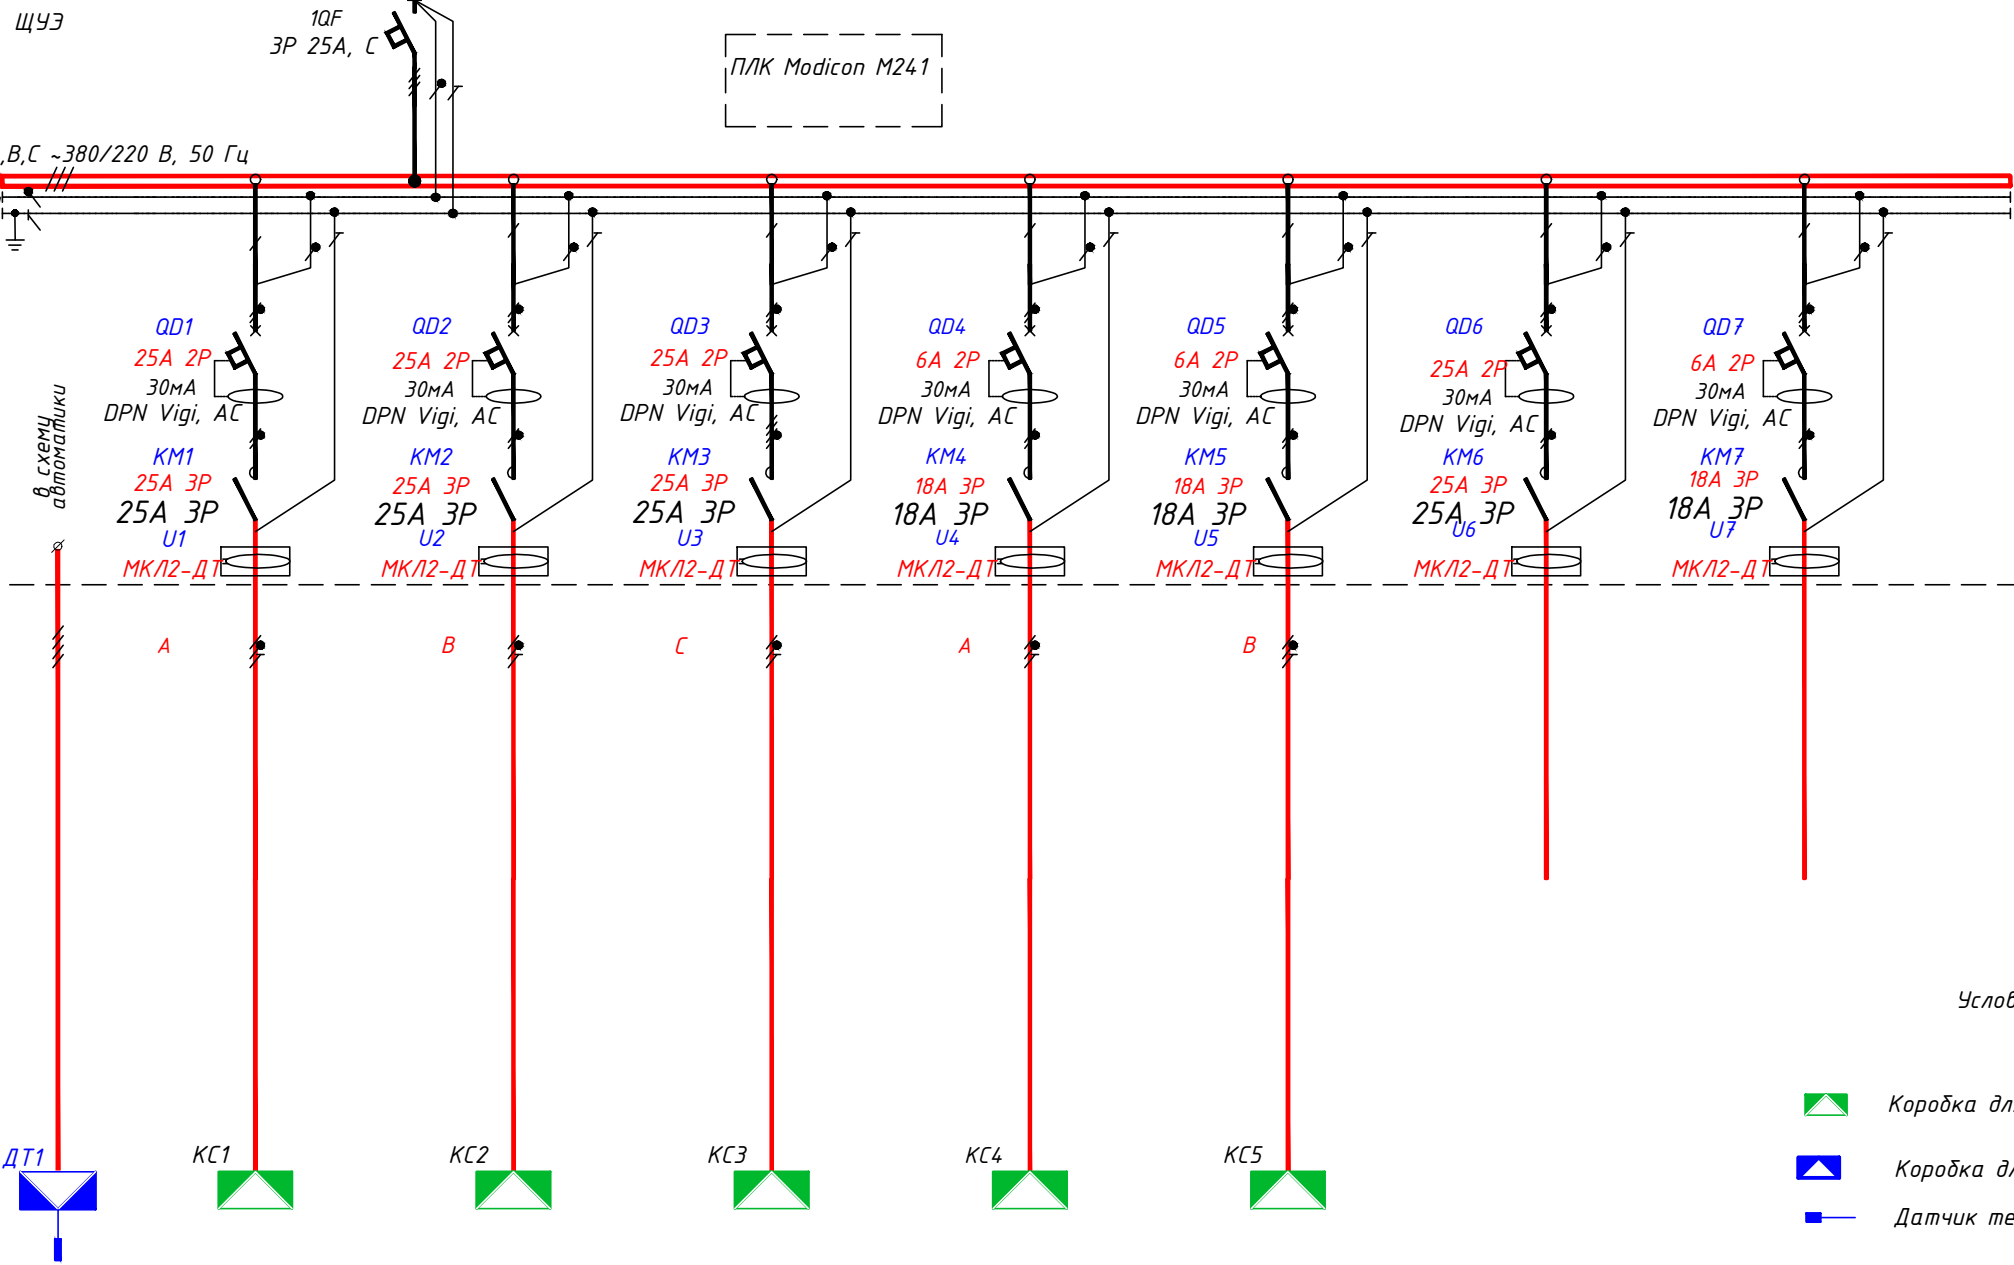 ЩУЭ
1QF
3P 25A, C
ПЛК Modicon M241
,В,С ~380/220 В, 50 Гц
QD1
25A 2P
30мА
DPN Vigi, AC
KM1
25A 3P
25A 3P
U1
МКЛ2-ДТ
QD2
25A 2P
30мА
DPN Vigi, AC
KM2
25A 3P
25A 3P
U2
МКЛ2-ДТ
QD3
25A 2P
30мА
DPN Vigi, AC
KM3
25A 3P
25A 3P
U3
МКЛ2-ДТ
QD4
6A 2P
30мА
DPN Vigi, AC
KM4
18A 3P
18A 3P
U4
МКЛ2-ДТ
QD5
6A 2P
30мА
DPN Vigi, AC
KM5
18A 3P
18A 3P
U5
МКЛ2-ДТ
QD6
25A 2P
30мА
DPN Vigi, AC
KM6
25A 3P
25A 3P
U6
МКЛ2-ДТ
QD7
6A 2P
30мА
DPN Vigi, AC
KM7
18A 3P
18A 3P
U7
МКЛ2-ДТ
в схему
автоматики
A
B
C
A
B
Услов
Коробка для
Коробка дл
Датчик те
ДТ1
КС1
КС2
КС3
КС4
КС5